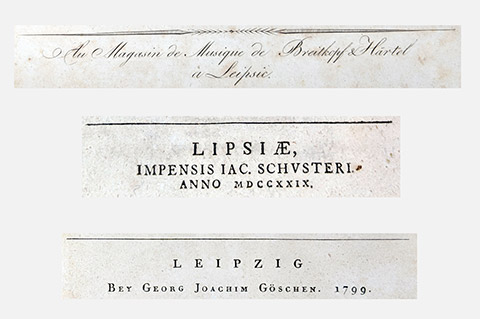 Au Magasin de Musique de Breitkopf & Härtel
à Leipsic.
LIPSIÆ,
IMPENSIS IAC. SCHVSTERI.
ANNO MDCCXXIX.
LEIPZIG
BEY GEORG JOACHIM GÖSCHEN. 1799.